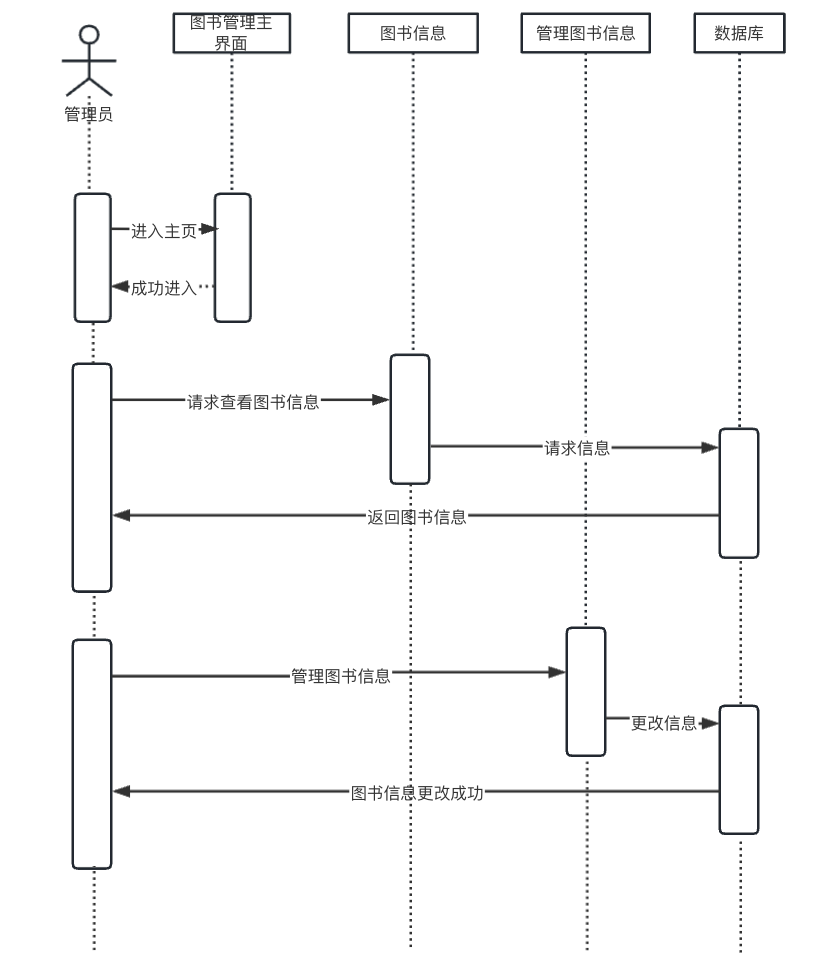 图书管理主
界面
图书信息
管理图书信息
数据库
管理员
进入主页
成功进入
请求查看图书信息
请求信息
返回图书信息
管理图书信息
更改信息
图书信息更改成功